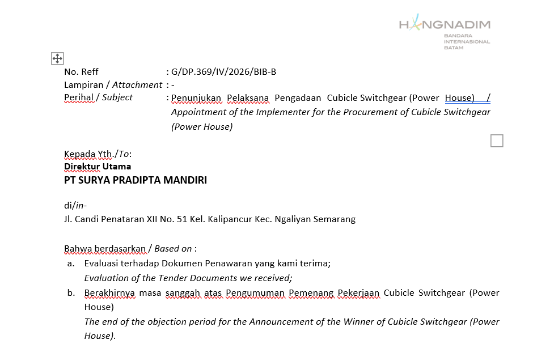 HANGNADIM
BANDARA
INTERNASIONAL
BATAM
No. Reff : G/DP.369/IV/2026/BIB-B
Lampiran / Attachment : -
Perihal / Subject : Penunjukan Pelaksana Pengadaan Cubicle Switchgear (Power House) /
Appointment of the Implementer for the Procurement of Cubicle Switchgear
(Power House)
Kepada Yth./To:
Direktur Utama
PT SURYA PRADIPTA MANDIRI
di/in-
Jl. Candi Penataran XII No. 51 Kel. Kalipancur Kec. Ngaliyan Semarang
Bahwa berdasarkan / Based on :
a. Evaluasi terhadap Dokumen Penawaran yang kami terima;
Evaluation of the Tender Documents we received;
b. Berakhirnya masa sanggah atas Pengumuman Pemenang Pekerjaan Cubicle Switchgear (Power
House)
The end of the objection period for the Announcement of the Winner of Cubicle Switchgear (Power
House).